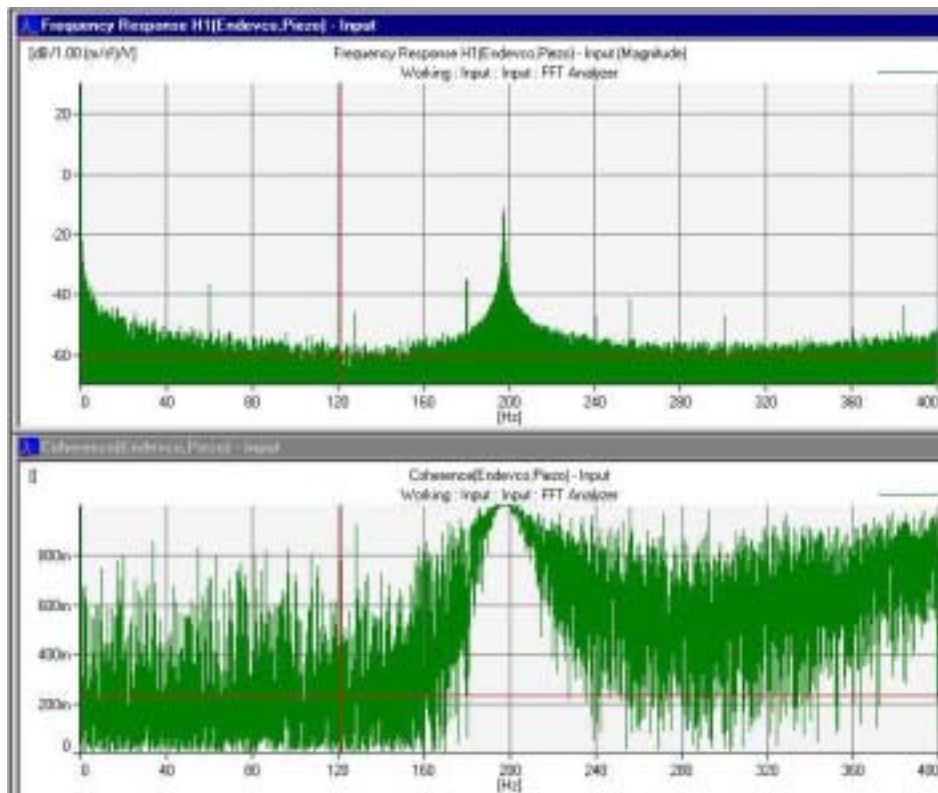 Frequency Response H1(Endevco,Piezo) - Input
[dB/1.00 (m/s²)/V]
Frequency Response H1(Endevco,Piezo) - Input (Magnitude)
Working : Input : Input : FFT Analyzer
20
0
-20
-40
-60
0 40 80 120 160 200 240 280 320 360 400
[Hz]
Coherence(Endevco,Piezo) - Input
[]
Coherence(Endevco,Piezo) - Input
Working : Input : Input : FFT Analyzer
800m
600m
400m
200m
0
0 40 80 120 160 200 240 280 320 360 400
[Hz]